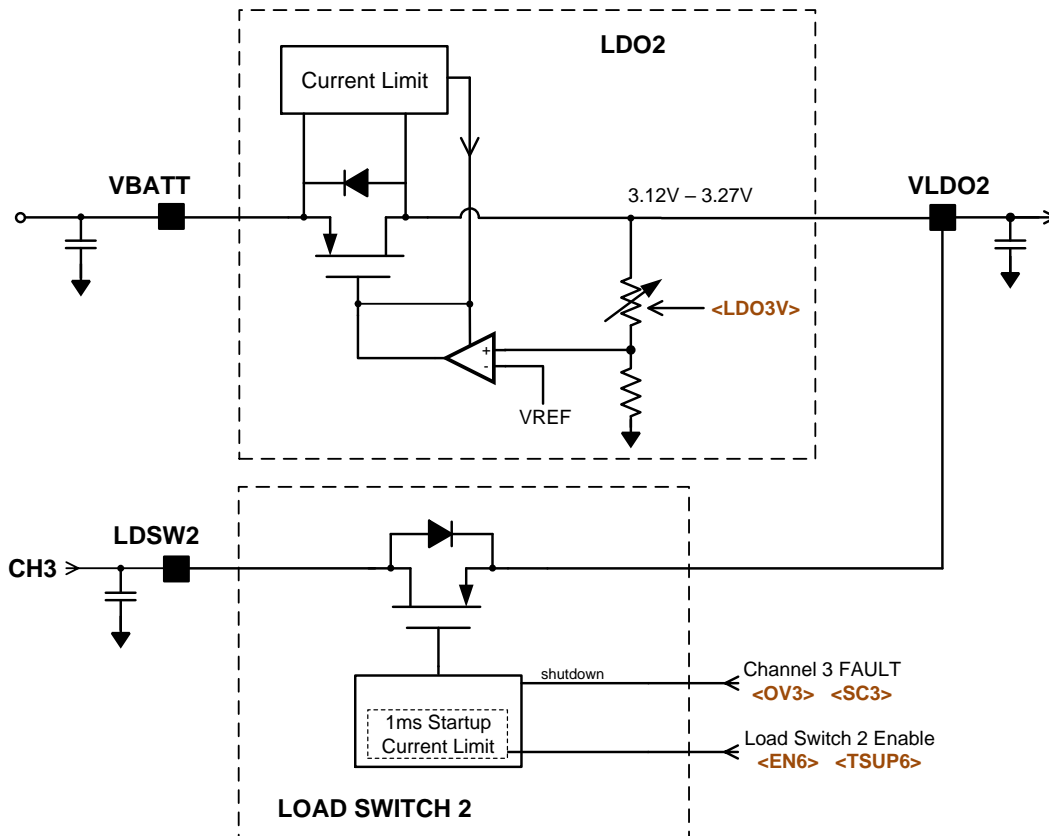 LDO2
Current Limit
VBATT
3.12V – 3.27V
VLDO2
<LDO3V>
+
-
VREF
LDSW2
CH3
shutdown
Channel 3 FAULT
<OV3> <SC3>
1ms Startup
Current Limit
Load Switch 2 Enable
<EN6> <TSUP6>
LOAD SWITCH 2